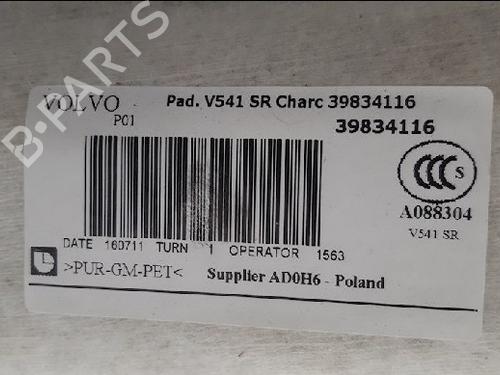 VOLVO
P01
Pad. V541 SR Charc 39834116
39834116
CCC S
A088304
V541 SR
DATE 160711 TURN 1 OPERATOR 1563
>PUR-GM-PET<
Supplier AD0H6 - Poland
B-PARTS